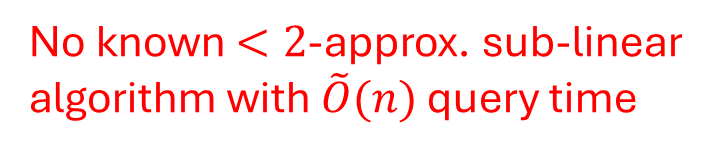 No known < 2-approx. sub-linear
algorithm with Õ(n) query time